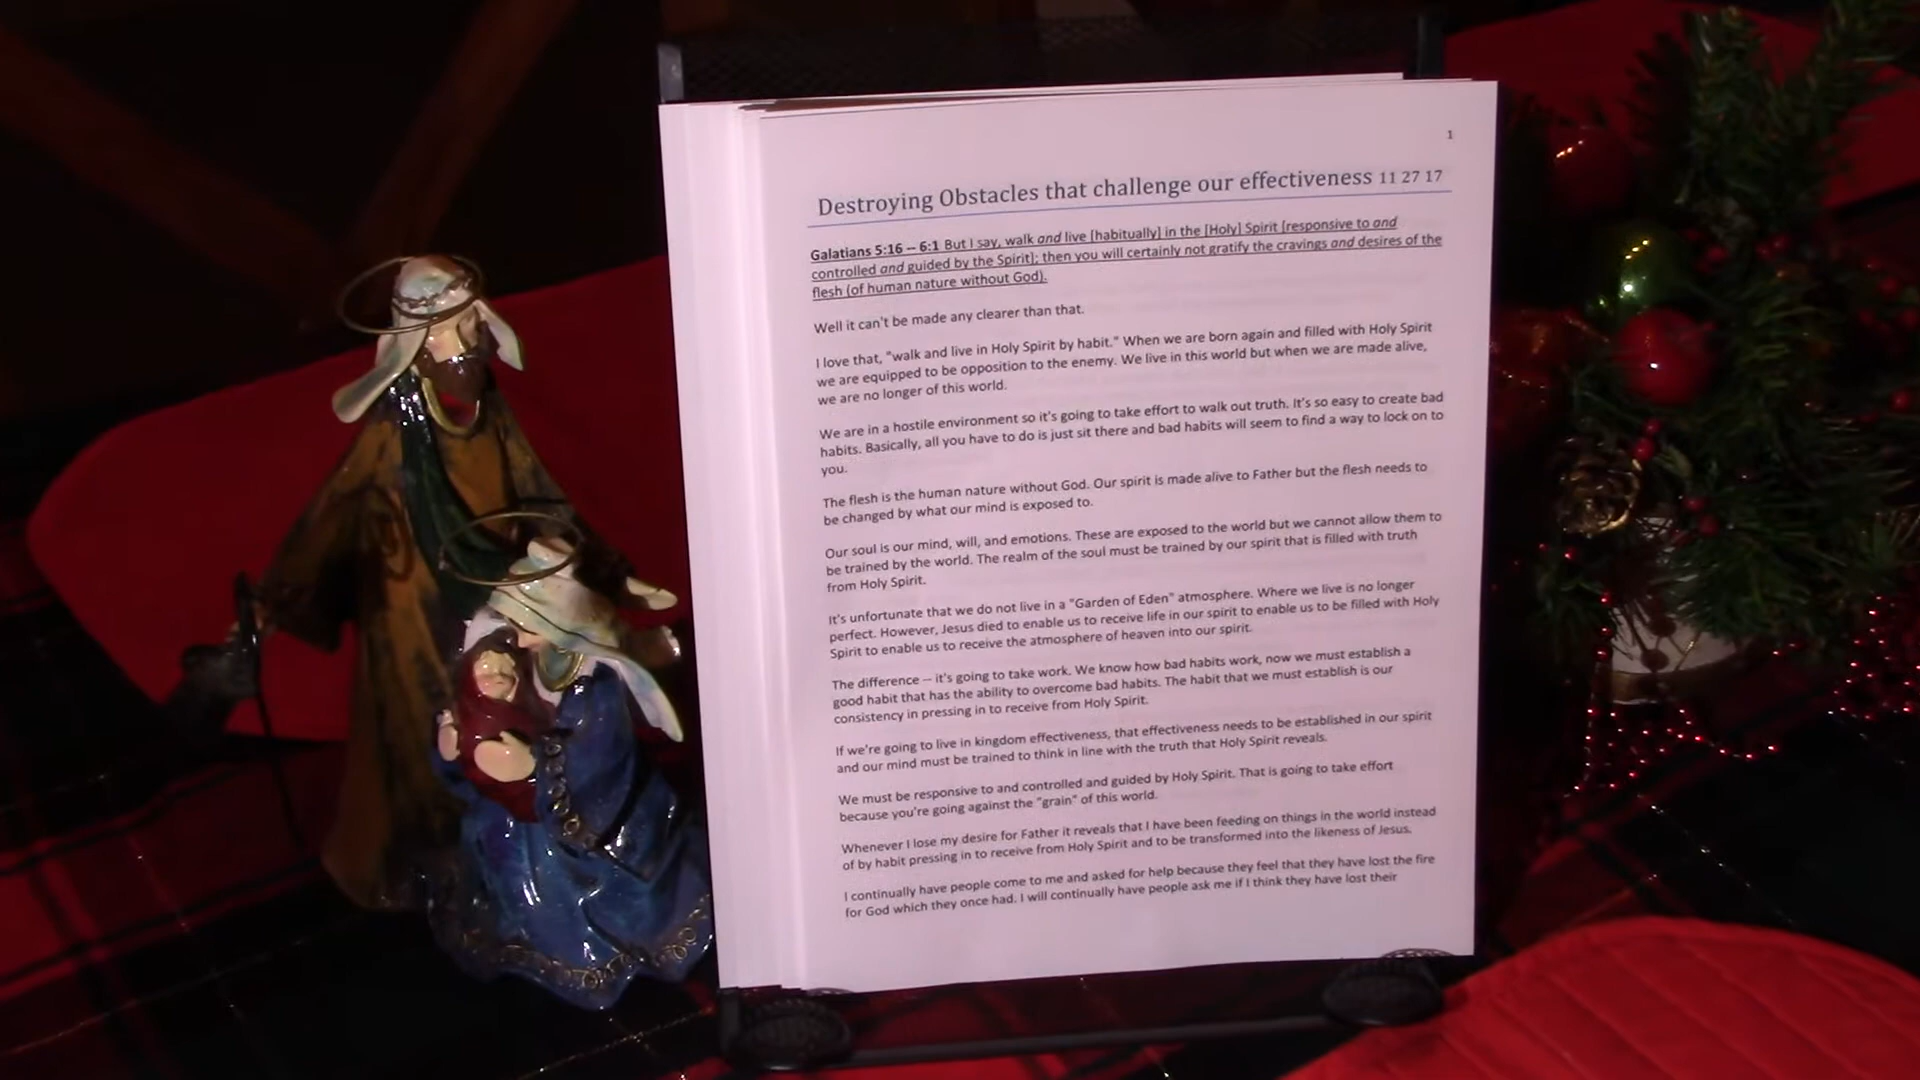 1
Destroying Obstacles that challenge our effectiveness 11 27 17
Galatians 5:16 – 6:1 But I say, walk and live [habitually] in the [Holy] Spirit [responsive to and
controlled and guided by the Spirit]; then you will certainly not gratify the cravings and desires of the
flesh (of human nature without God).
Well it can't be made any clearer than that.
I love that, "walk and live in Holy Spirit by habit." When we are born again and filled with Holy Spirit
we are equipped to be opposition to the enemy. We live in this world but when we are made alive,
we are no longer of this world.
We are in a hostile environment so it's going to take effort to walk out truth. It's so easy to create bad
habits. Basically, all you have to do is just sit there and bad habits will seem to find a way to lock on to
you.
The flesh is the human nature without God. Our spirit is made alive to Father but the flesh needs to
be changed by what our mind is exposed to.
Our soul is our mind, will, and emotions. These are exposed to the world but we cannot allow them to
be trained by the world. The realm of the soul must be trained by our spirit that is filled with truth
from Holy Spirit.
It's unfortunate that we do not live in a "Garden of Eden" atmosphere. Where we live is no longer
perfect. However, Jesus died to enable us to receive life in our spirit to enable us to be filled with Holy
Spirit to enable us to receive the atmosphere of heaven into our spirit.
The difference – it's going to take work. We know how bad habits work, now we must establish a
good habit that has the ability to overcome bad habits. The habit that we must establish is our
consistency in pressing in to receive from Holy Spirit.
If we're going to live in kingdom effectiveness, that effectiveness needs to be established in our spirit
and our mind must be trained to think in line with the truth that Holy Spirit reveals.
We must be responsive to and controlled and guided by Holy Spirit. That is going to take effort
because you're going against the "grain" of this world.
Whenever I lose my desire for Father it reveals that I have been feeding on things in the world instead
of by habit pressing in to receive from Holy Spirit and to be transformed into the likeness of Jesus.
I continually have people come to me and asked for help because they feel that they have lost the fire
for God which they once had. I will continually have people ask me if I think they have lost their